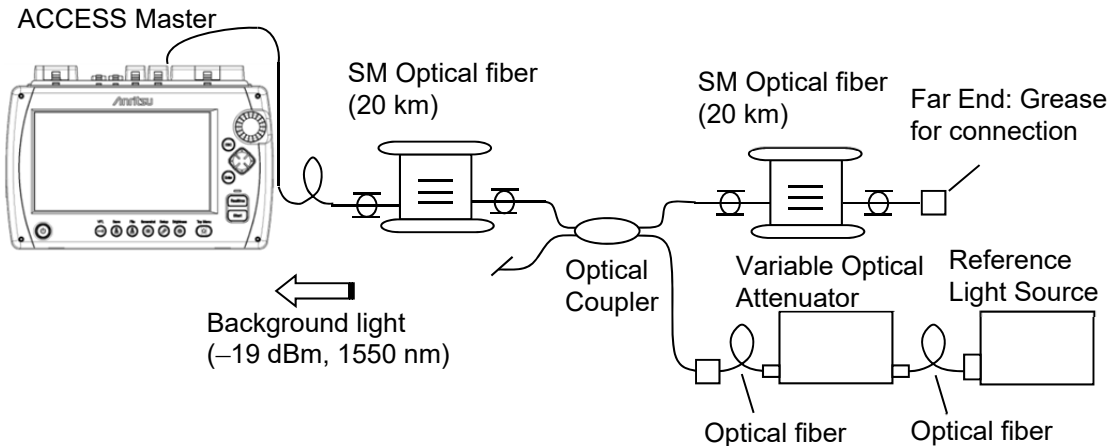 ACCESS Master
Anritsu
SM Optical fiber
(20 km)
SM Optical fiber
(20 km)
Far End: Grease
for connection
Optical
Coupler
Variable Optical
Attenuator
Reference
Light Source
Background light
(–19 dBm, 1550 nm)
Optical fiber
Optical fiber